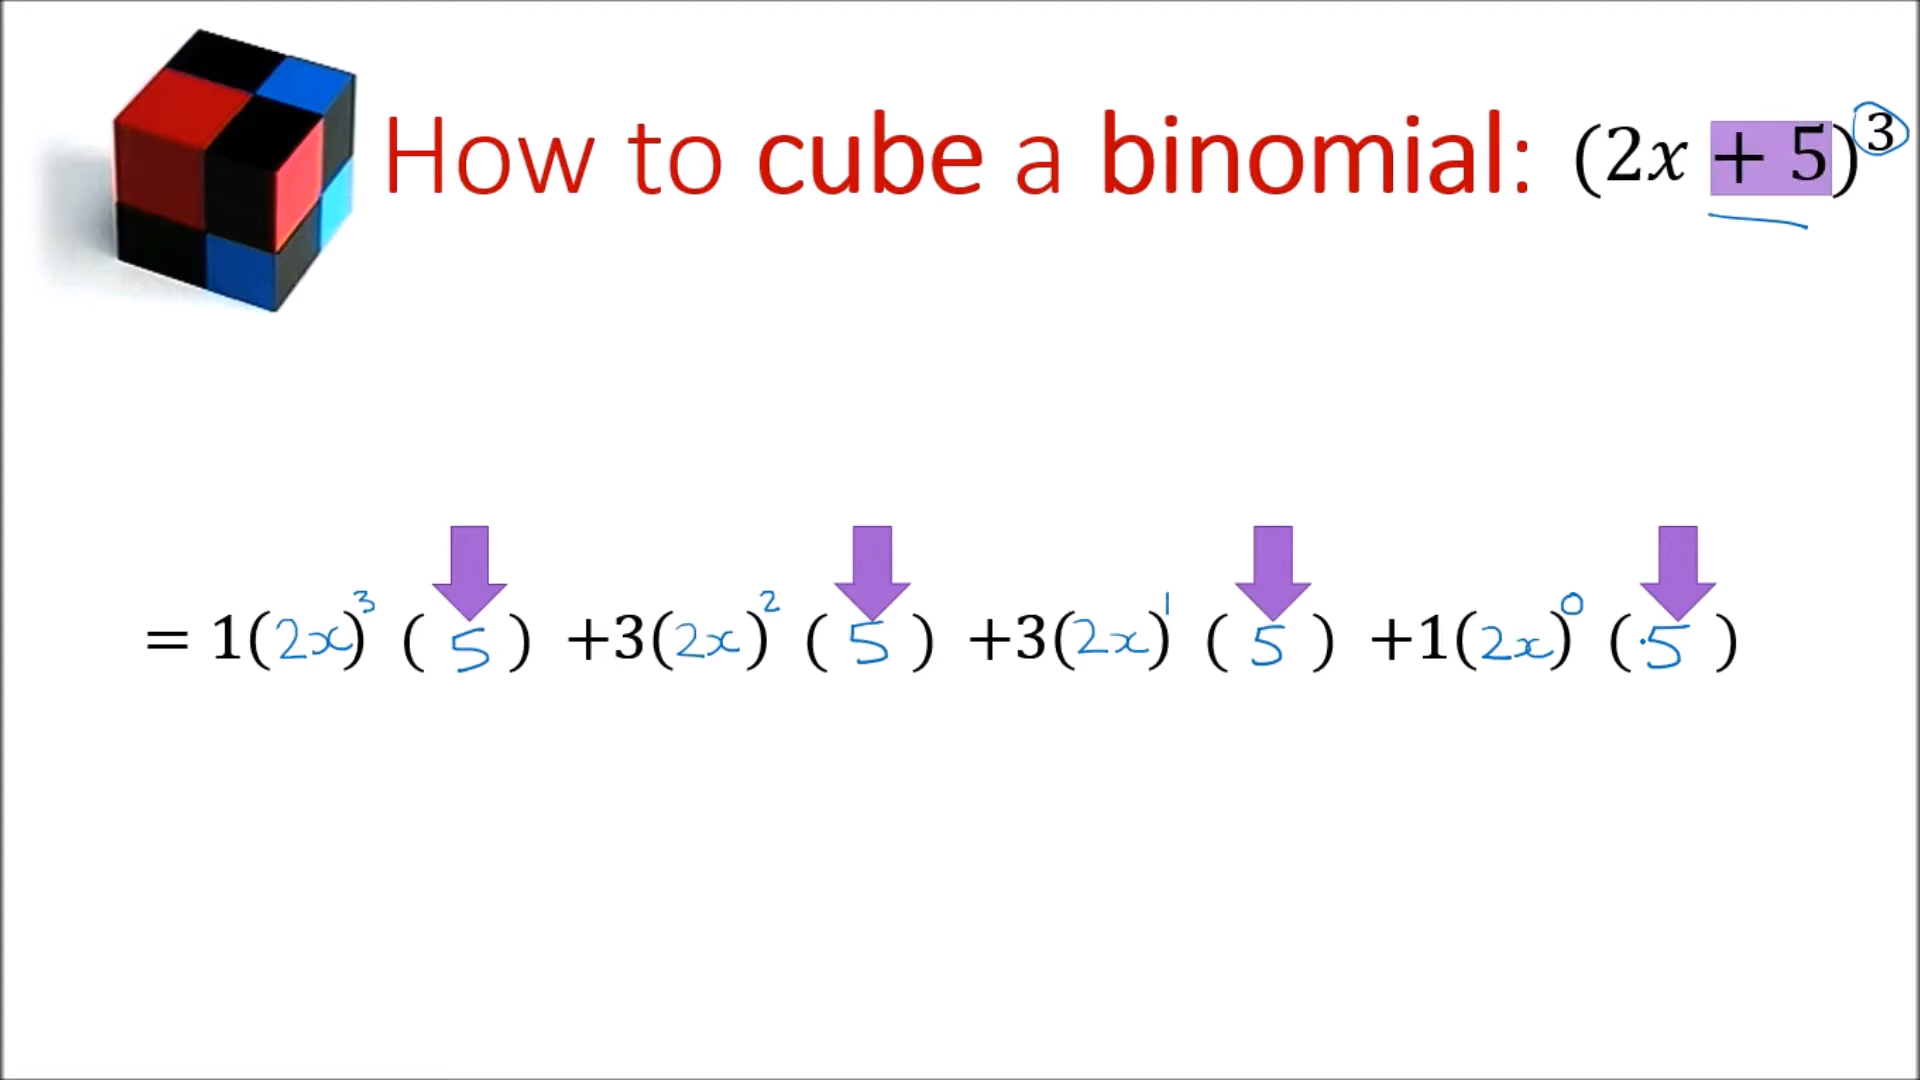 How to cube a binomial: (2x + 5)³
= 1(2x)³ ( 5 ) +3(2x)² ( 5 ) +3(2x)¹ ( 5 ) +1(2x)⁰ ( 5 )